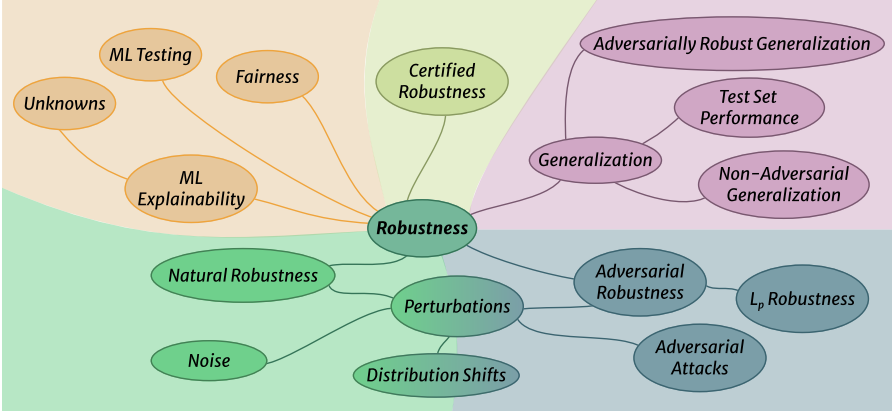 ML Testing
Fairness
Unknowns
ML
Explainability
Certified
Robustness
Adversarially Robust Generalization
Test Set
Performance
Generalization
Non-Adversarial
Generalization
Robustness
Natural Robustness
Perturbations
Noise
Distribution Shifts
Adversarial
Robustness
Lp Robustness
Adversarial
Attacks